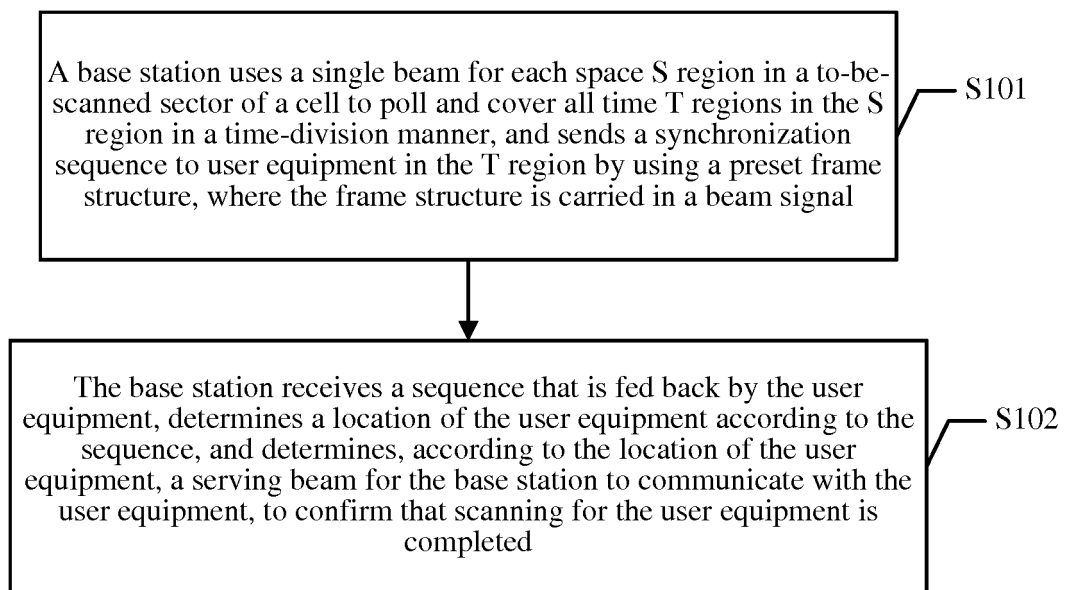 A base station uses a single beam for each space S region in a to-be-
scanned sector of a cell to poll and cover all time T regions in the S
region in a time-division manner, and sends a synchronization
sequence to user equipment in the T region by using a preset frame
structure, where the frame structure is carried in a beam signal
S101
The base station receives a sequence that is fed back by the user
equipment, determines a location of the user equipment according to the
sequence, and determines, according to the location of the user
equipment, a serving beam for the base station to communicate with the
user equipment, to confirm that scanning for the user equipment is
completed
S102